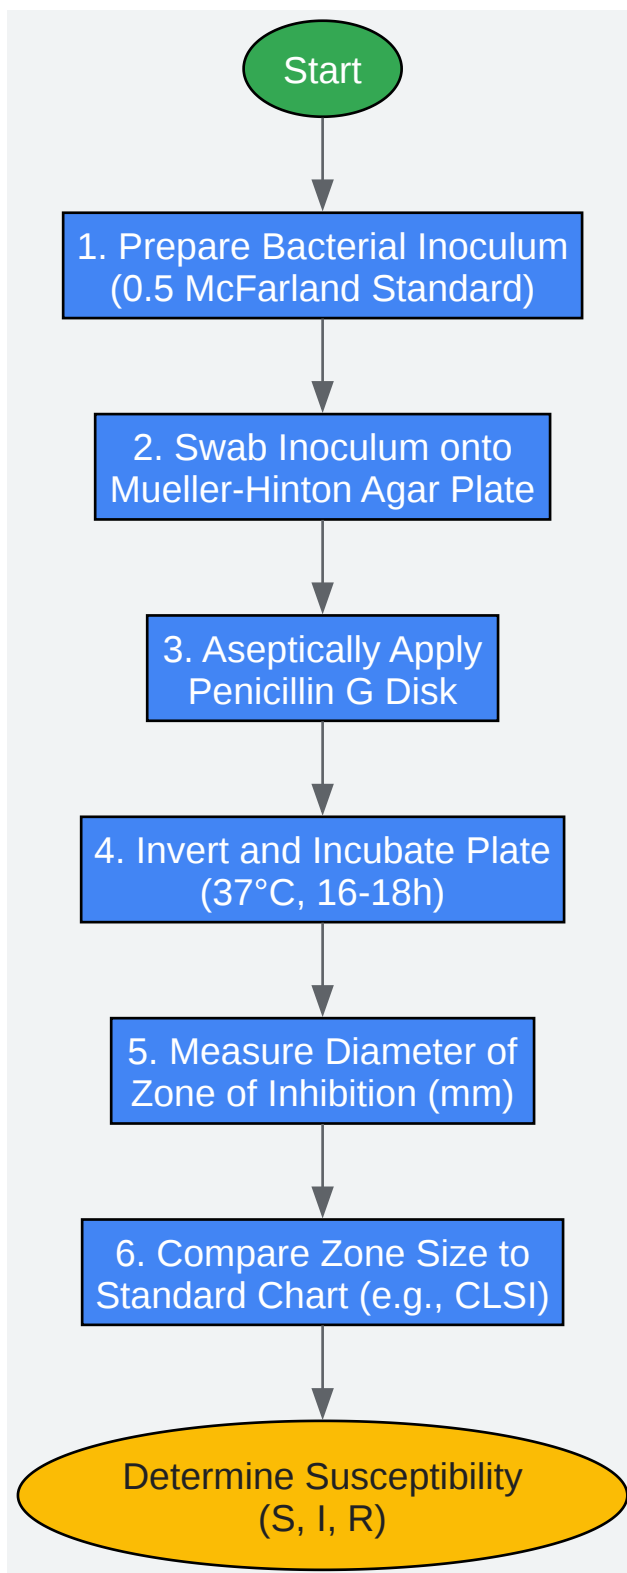 Start
1. Prepare Bacterial Inoculum
(0.5 McFarland Standard)
2. Swab Inoculum onto
Mueller-Hinton Agar Plate
3. Aseptically Apply
Penicillin G Disk
4. Invert and Incubate Plate
(37°C, 16-18h)
5. Measure Diameter of
Zone of Inhibition (mm)
6. Compare Zone Size to
Standard Chart (e.g., CLSI)
Determine Susceptibility
(S, I, R)